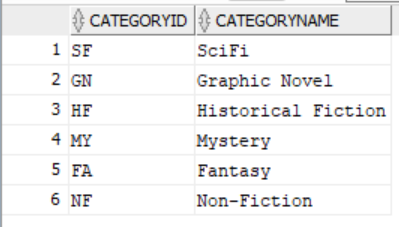 CATEGORYID CATEGORYNAME
1 SF SciFi
2 GN Graphic Novel
3 HF Historical Fiction
4 MY Mystery
5 FA Fantasy
6 NF Non-Fiction